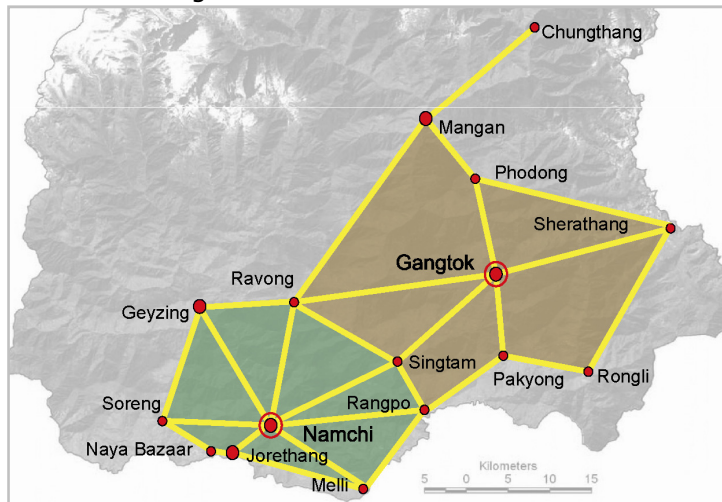 Chungthang
Mangan
Phodong
Sherathang
Gangtok
Ravong
Geyzing
Singtam
Pakyong
Rongli
Soreng
Rangpo
Namchi
Naya Bazaar
Jorethang
Melli
Kilometers
5 0 5 10 15